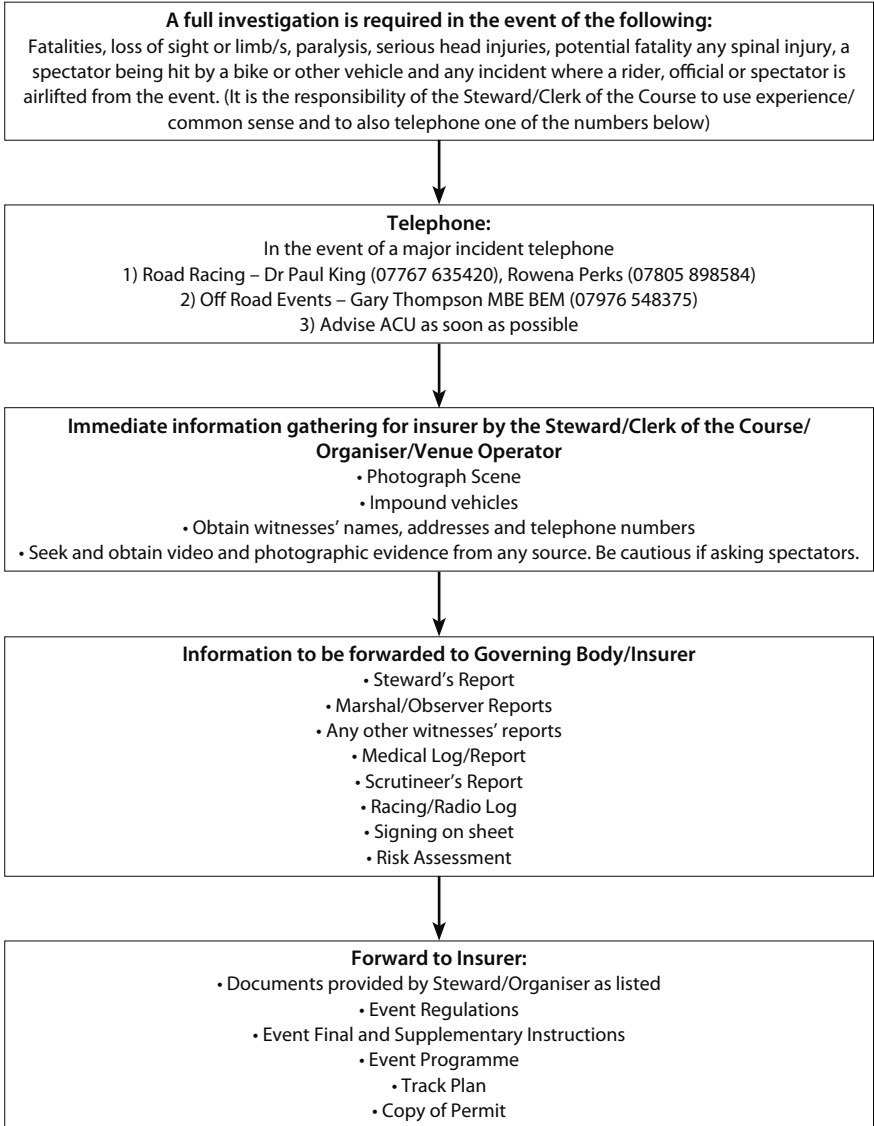 A full investigation is required in the event of the following:
Fatalities, loss of sight or limb/s, paralysis, serious head injuries, potential fatality any spinal injury, a
spectator being hit by a bike or other vehicle and any incident where a rider, official or spectator is
airlifted from the event. (It is the responsibility of the Steward/Clerk of the Course to use experience/
common sense and to also telephone one of the numbers below)
Telephone:
In the event of a major incident telephone
1) Road Racing – Dr Paul King (07767 635420), Rowena Perks (07805 898584)
2) Off Road Events – Gary Thompson MBE BEM (07976 548375)
3) Advise ACU as soon as possible
Immediate information gathering for insurer by the Steward/Clerk of the Course/
Organiser/Venue Operator
• Photograph Scene
• Impound vehicles
• Obtain witnesses’ names, addresses and telephone numbers
• Seek and obtain video and photographic evidence from any source. Be cautious if asking spectators.
Information to be forwarded to Governing Body/Insurer
• Steward’s Report
• Marshal/Observer Reports
• Any other witnesses’ reports
• Medical Log/Report
• Scrutineer’s Report
• Racing/Radio Log
• Signing on sheet
• Risk Assessment
Forward to Insurer:
• Documents provided by Steward/Organiser as listed
• Event Regulations
• Event Final and Supplementary Instructions
• Event Programme
• Track Plan
• Copy of Permit